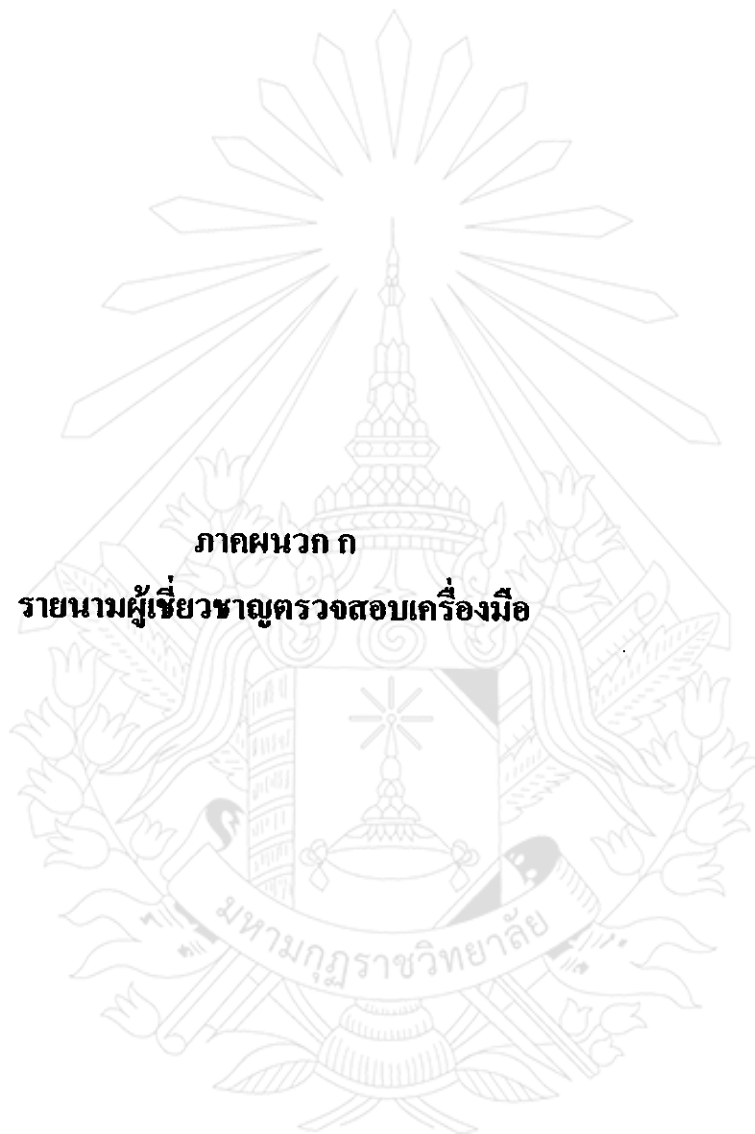 ภาคผนวก ก
รายนามผู้เชี่ยวชาญตรวจสอบเครื่องมือ
มหามกุฏราชวิทยาลัย